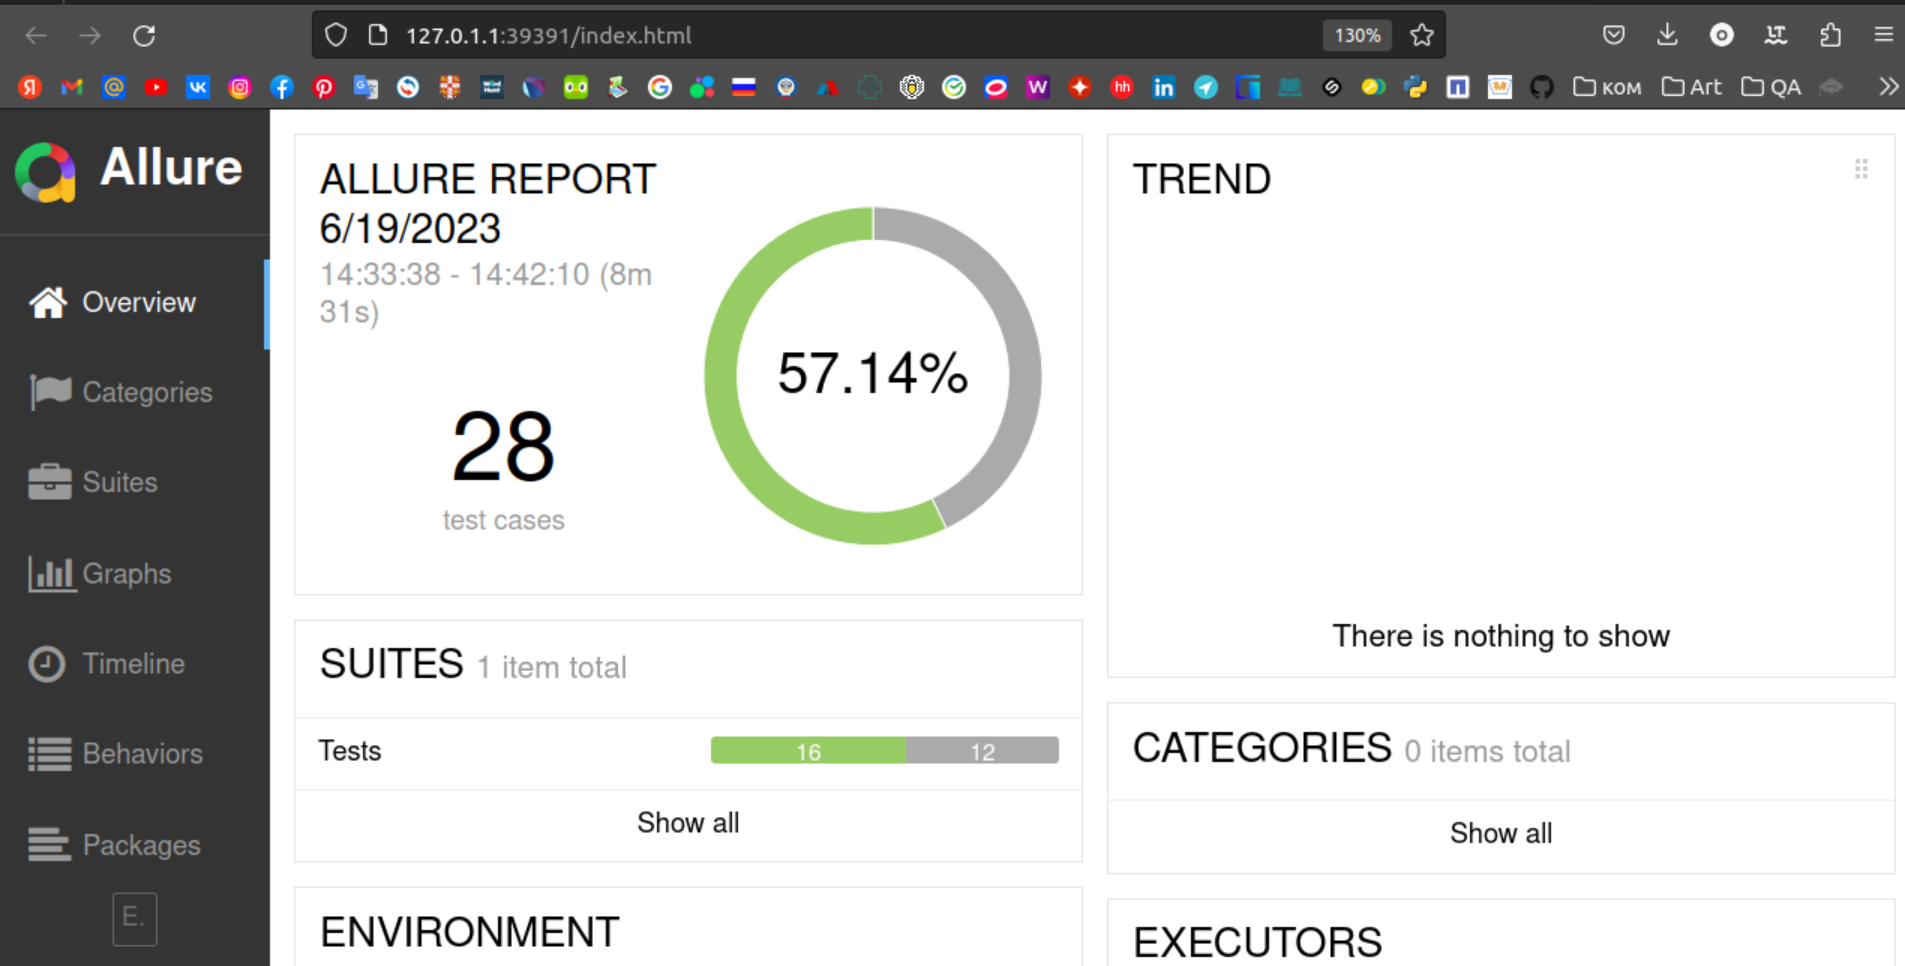 127.0.1.1:39391/index.html
130%
ком
Art
QA
Allure
Overview
Categories
Suites
Graphs
Timeline
Behaviors
Packages
E.
ALLURE REPORT
6/19/2023
14:33:38 - 14:42:10 (8m
31s)
28
test cases
57.14%
SUITES 1 item total
Tests
16
12
Show all
ENVIRONMENT
TREND
There is nothing to show
CATEGORIES 0 items total
Show all
EXECUTORS